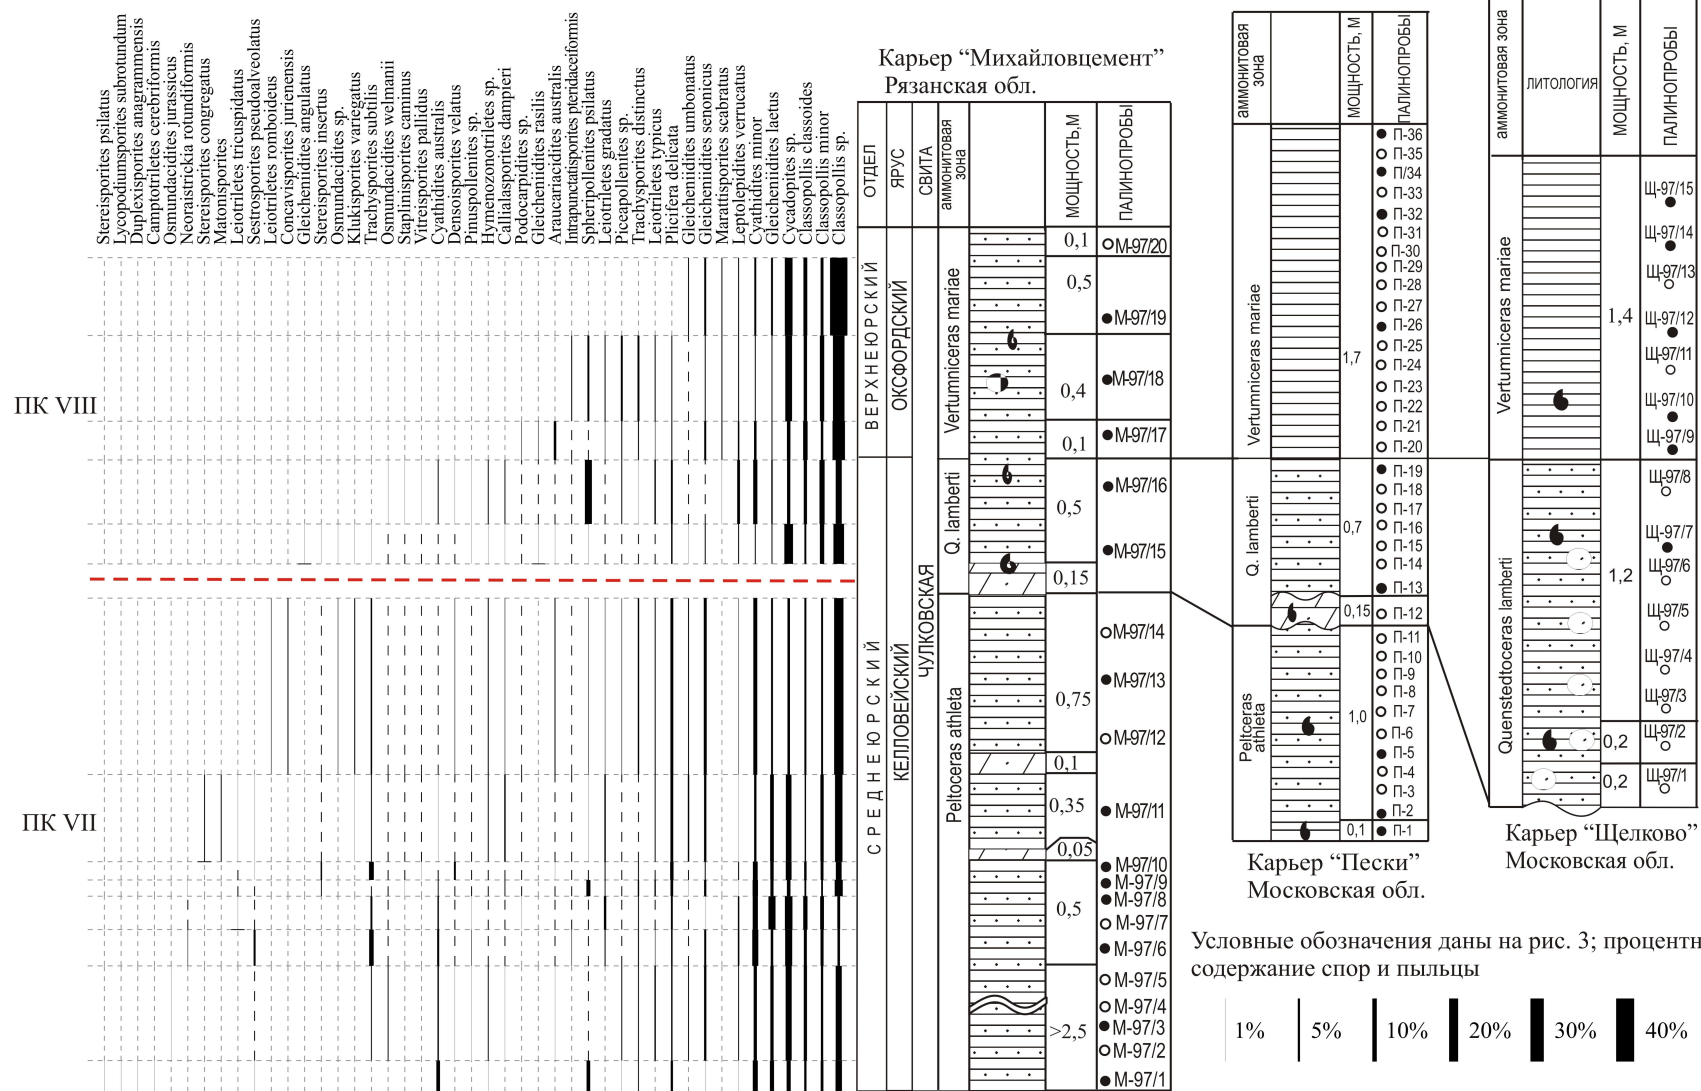 Stereisporites psilatus
Lycopodiumsporites subrotundum
Duplexisporites anagrammensis
Camptotriletes cerebriformis
Osmundacidites jurassicus
Neoraistrickia rotundiformis
Stereisporites congregatus
Matonisporites
Leiotriletes tricuspidatus
Sestrosporites pseudoalveolatus
Leiotriletes romboideus
Concavisporites juriensis
Gleicheniidites angulatus
Stereisporites insertus
Osmundacidites sp.
Klukisporites variegatus
Trachysporites subtilis
Osmundacidites welmanii
Staplinisporites caminus
Vitreisporites pallidus
Cyathidites australis
Densoisporites velatus
Pinuspollenites sp.
Hymenozonotriletes sp.
Callialasporites dampieri
Podocarpidites sp.
Gleicheniidites rasilis
Araucariacidites australis
Intrapunctatisporites pteridaceiformis
Spheripollenites psilatus
Leiotriletes gradatus
Piceapollenites sp.
Trachysporites distinctus
Leiotriletes typicus
Plicifera delicata
Gleicheniidites umbonatus
Gleicheniidites senonicus
Marattisporites scabratus
Leptolepidites verrucatus
Cyathidites minor
Gleicheniidites laetus
Cycadopites sp.
Classopollis classoides
Classopollis minor
Classopollis sp.
ПК VIII
ПК VII
Карьер “Михайловцемент”
Рязанская обл.
ОТДЕЛ
ЯРУС
СВИТА
аммонитовая
зона
МОЩНОСТЬ,М
ПАЛИНОПРОБЫ
ВЕРХНЕЮРСКИЙ
СРЕДНЕЮРСКИЙ
ОКСФОРДСКИЙ
КЕЛЛОВЕЙСКИЙ
ЧУЛКОВСКАЯ
Vertumniceras mariae
Q. lamberti
Peltoceras athleta
0,1
0,5
0,4
0,1
0,5
0,15
0,75
0,1
0,35
0,05
0,5
>2,5
М-97/20
М-97/19
М-97/18
М-97/17
М-97/16
М-97/15
М-97/14
М-97/13
М-97/12
М-97/11
М-97/10
М-97/9
М-97/8
М-97/7
М-97/6
М-97/5
М-97/4
М-97/3
М-97/2
М-97/1
аммонитовая
зона
МОЩНОСТЬ, М
ПАЛИНОПРОБЫ
Vertumniceras mariae
Q. lamberti
Peltceras
athleta
1,7
0,7
0,15
1,0
0,1
П-36
П-35
П/34
П-33
П-32
П-31
П-30
П-29
П-28
П-27
П-26
П-25
П-24
П-23
П-22
П-21
П-20
П-19
П-18
П-17
П-16
П-15
П-14
П-13
П-12
П-11
П-10
П-9
П-8
П-7
П-6
П-5
П-4
П-3
П-2
П-1
Карьер “Пески”
Московская обл.
аммонитовая зона
ЛИТОЛОГИЯ
МОЩНОСТЬ, М
ПАЛИНОПРОБЫ
Vertumniceras mariae
Quenstedtoceras lamberti
1,4
1,2
0,2
0,2
Щ-97/15
Щ-97/14
Щ-97/13
Щ-97/12
Щ-97/11
Щ-97/10
Щ-97/9
Щ-97/8
Щ-97/7
Щ-97/6
Щ-97/5
Щ-97/4
Щ-97/3
Щ-97/2
Щ-97/1
Карьер “Щелково”
Московская обл.
Условные обозначения даны на рис. 3; процентн
содержание спор и пыльцы
1% 5% 10% 20% 30% 40%